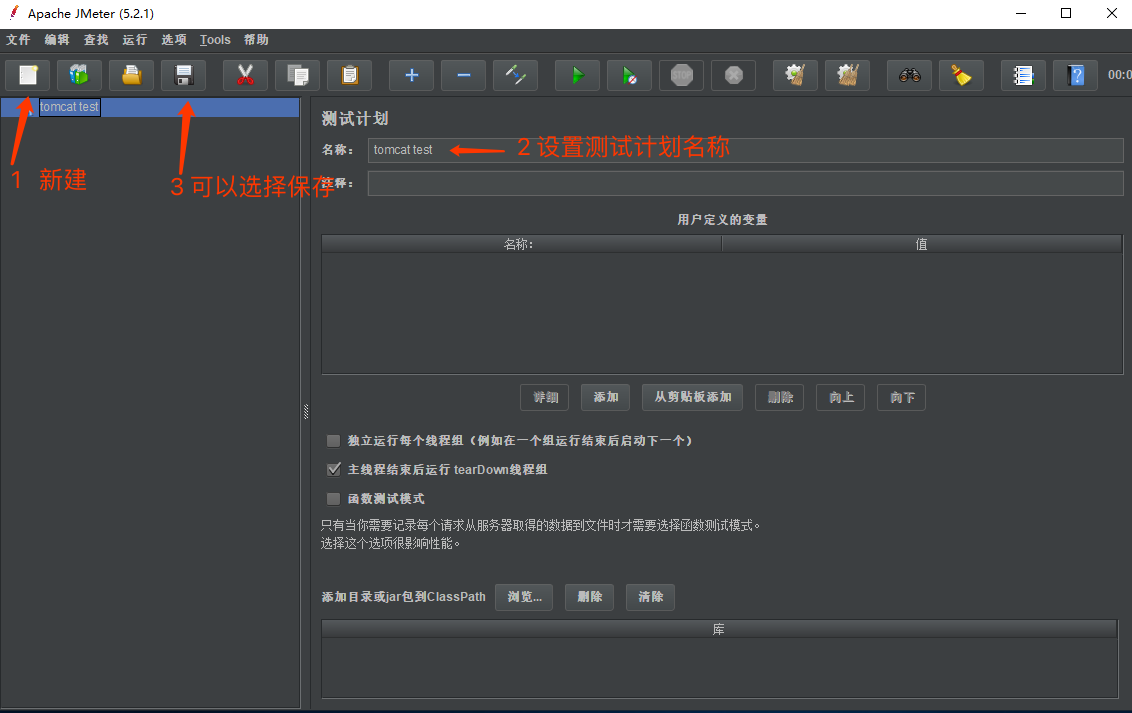 Apache JMeter (5.2.1)
文件 编辑 查找 运行 选项 Tools 帮助
STOP
00:0
tomcat test
测试计划
名称： tomcat test
2 设置测试计划名称
1 新建
3 可以选择保存
注释：
用户定义的变量
名称: 值
详细 添加 从剪贴板添加 删除 向上 向下
独立运行每个线程组（例如在一个组运行结束后启动下一个）
主线程结束后运行 tearDown线程组
函数测试模式
只有当你需要记录每个请求从服务器取得的数据到文件时才需要选择函数测试模式。
选择这个选项很影响性能。
添加目录或jar包到ClassPath 浏览... 删除 清除
库